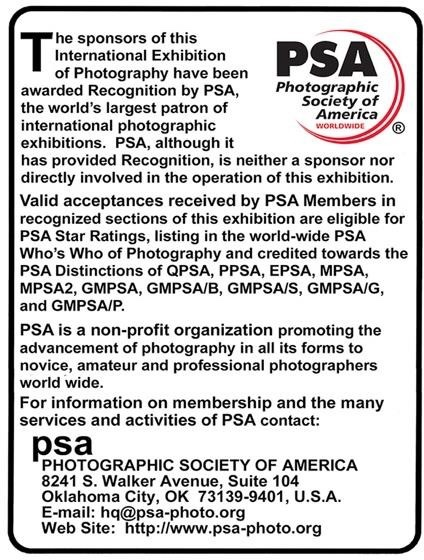 The sponsors of this
International Exhibition
of Photography have been
awarded Recognition by PSA,
the world's largest patron of
international photographic
exhibitions. PSA, although it
has provided Recognition, is neither a sponsor nor
directly involved in the operation of this exhibition.
PSA
Photographic
Society of
America
WORLDWIDE
®
Valid acceptances received by PSA Members in
recognized sections of this exhibition are eligible for
PSA Star Ratings, listing in the world-wide PSA
Who's Who of Photography and credited towards the
PSA Distinctions of QPSA, PPSA, EPSA, MPSA,
MPSA2, GMPSA, GMPSA/B, GMPSA/S, GMPSA/G,
and GMPSA/P.
PSA is a non-profit organization promoting the
advancement of photography in all its forms to
novice, amateur and professional photographers
world wide.
For information on membership and the many
services and activities of PSA contact:
psa
PHOTOGRAPHIC SOCIETY OF AMERICA
8241 S. Walker Avenue, Suite 104
Oklahoma City, OK 73139-9401, U.S.A.
E-mail: hq@psa-photo.org
Web Site: http://www.psa-photo.org